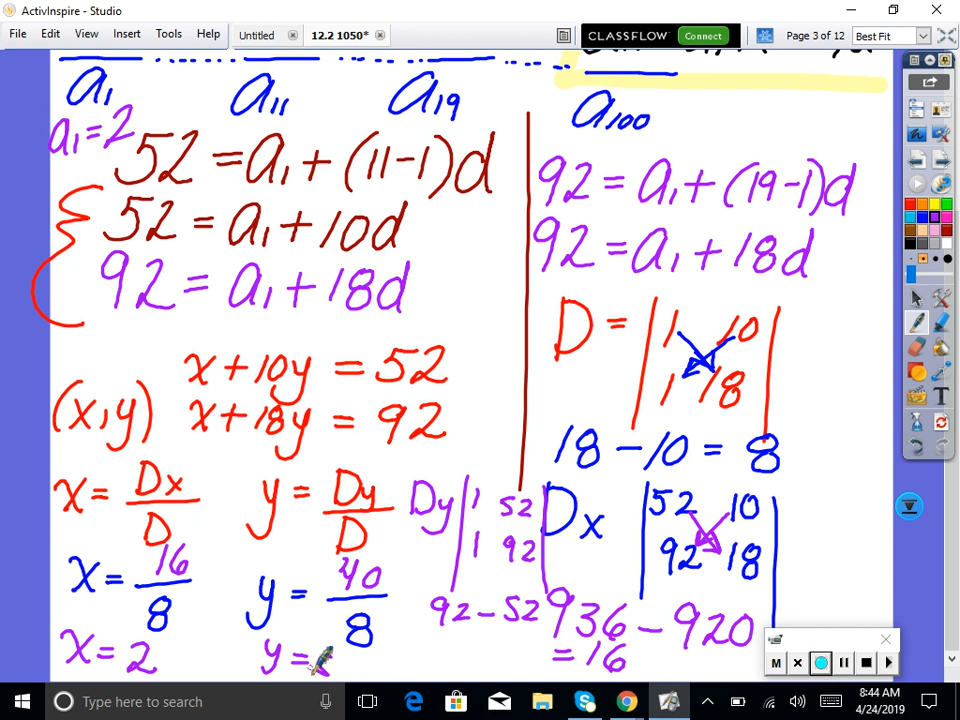 ActivInspire - Studio
File Edit View Insert Tools Help
Untitled
12.2 1050*
CLASSFLOW Connect
Page 3 of 12
Best Fit
a₁ a₁₁ a₁₉ a₁₀₀
a₁=2
52 = a₁ + (11-1)d
52 = a₁ + 10d
92 = a₁ + 18d
x + 10y = 52
(x,y) x + 18y = 92
x = Dx/D y = Dy/D
x = 16/8 y = 40/8
x = 2 y =
92 = a₁ + (19-1)d
92 = a₁ + 18d
D = | 1 10 |
| 1 18 |
18 - 10 = 8
Dy | 1 52 |
| 1 92 |
92 - 52
Dx | 52 10 |
| 92 18 |
936 - 920
= 16
M
T
Type here to search
8:44 AM
4/24/2019